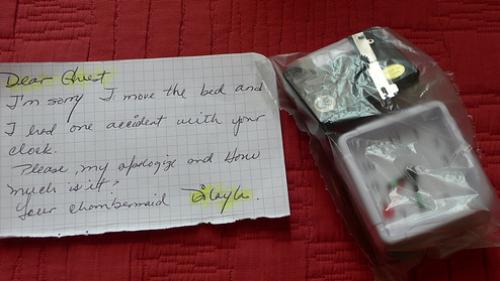 Dear Guest
I'm sorry I move the bed and
I had one accident with your
clock.
Please, my apologize and How
much is it?
Your chambermaid